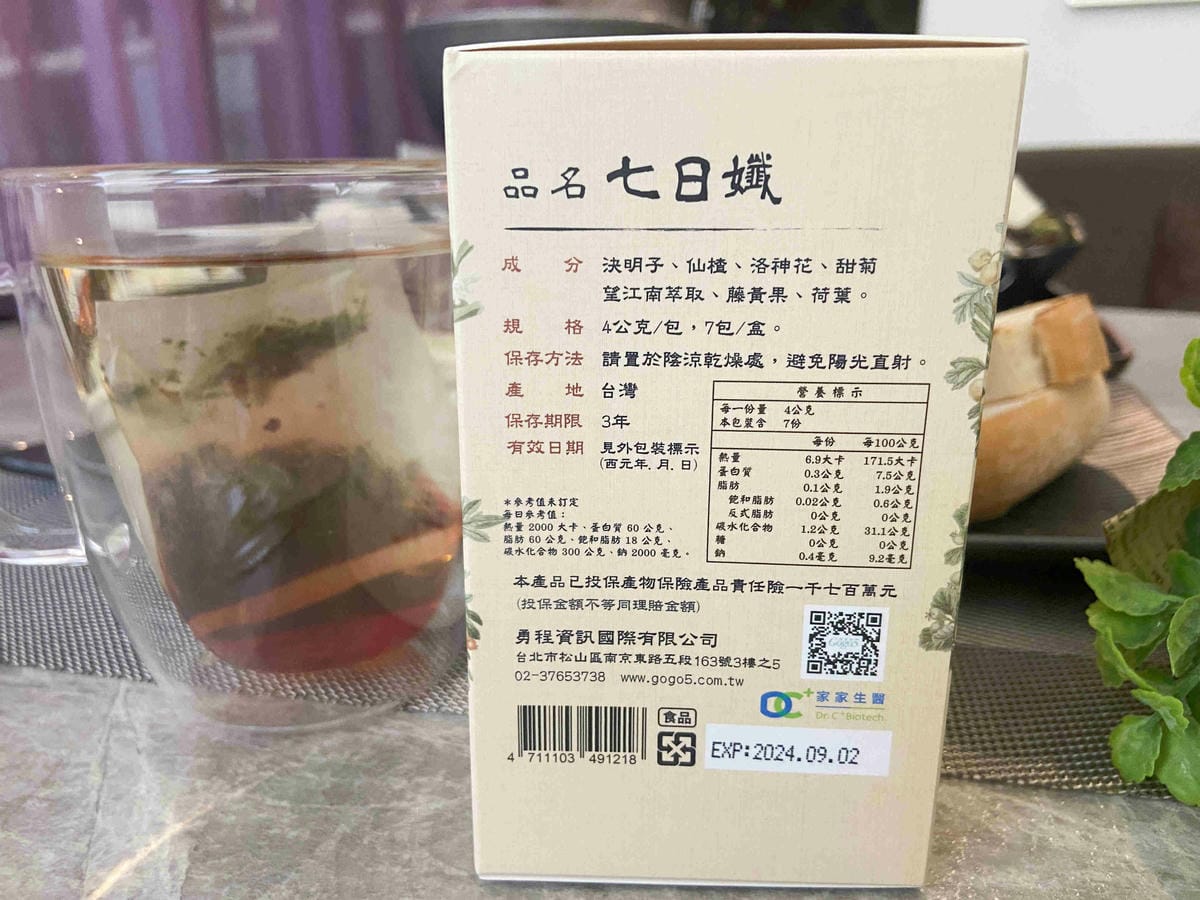 品名 七日孅
成分 決明子、仙楂、洛神花、甜菊
望江南萃取、藤黃果、荷葉。
規格 4公克/包，7包/盒。
保存方法 請置於陰涼乾燥處，避免陽光直射。
產地 台灣
保存期限 3年
有效日期 見外包裝標示
(西元年.月.日)
營養標示
每一份量 4公克
本包裝含 7份
每份 每100公克
熱量 6.9大卡 171.5大卡
蛋白質 0.3公克 7.5公克
脂肪 0.1公克 1.9公克
飽和脂肪 0.02公克 0.6公克
反式脂肪 0公克 0公克
碳水化合物 1.2公克 31.1公克
糖 0公克 0公克
鈉 0.4毫克 9.2毫克
*參考值未訂定
每日參考值：
熱量 2000 大卡、蛋白質 60 公克、
脂肪 60 公克、飽和脂肪 18 公克、
碳水化合物 300 公克、鈉 2000 毫克。
本產品已投保產物保險產品責任險一千七百萬元
(投保金額不等同理賠金額)
勇程資訊國際有限公司
台北市松山區南京東路五段163號3樓之5
02-37653738 www.gogo5.com.tw
家家生醫
Dr. C+Biotech.
食品
4 711103 491218
EXP:2024.09.02